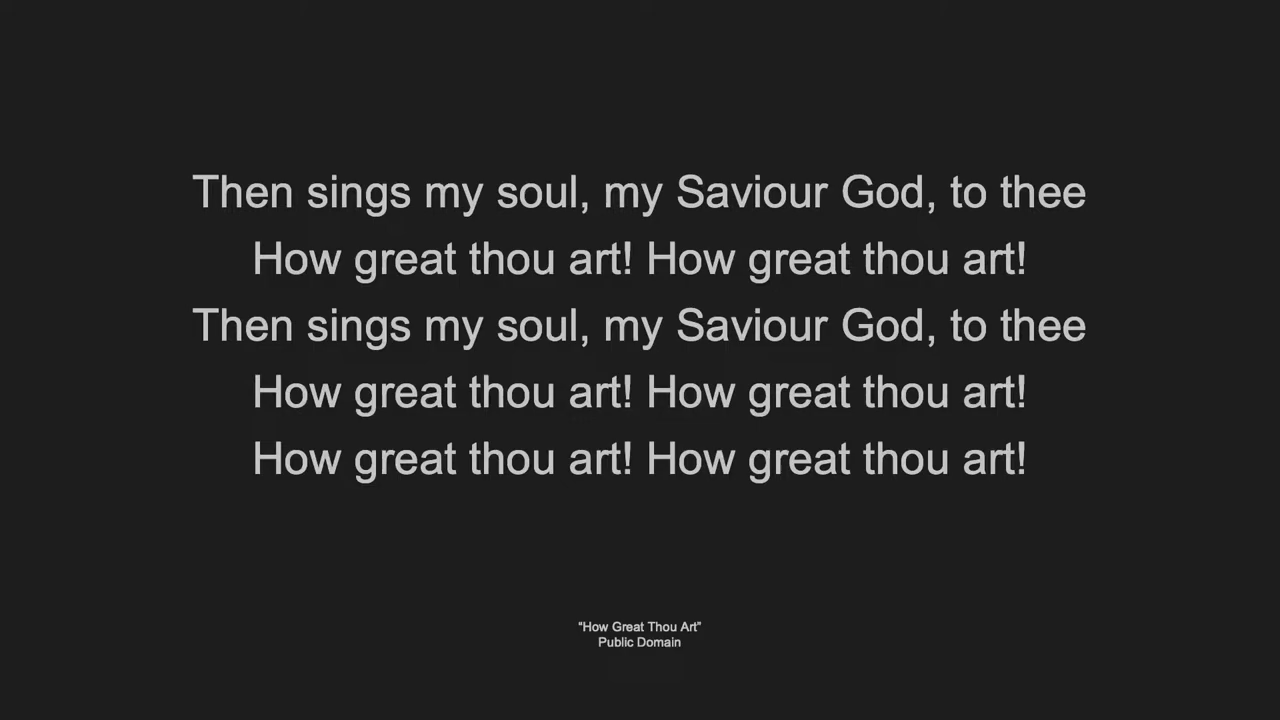 Then sings my soul, my Saviour God, to thee
How great thou art! How great thou art!
Then sings my soul, my Saviour God, to thee
How great thou art! How great thou art!
How great thou art! How great thou art!
“How Great Thou Art”
Public Domain